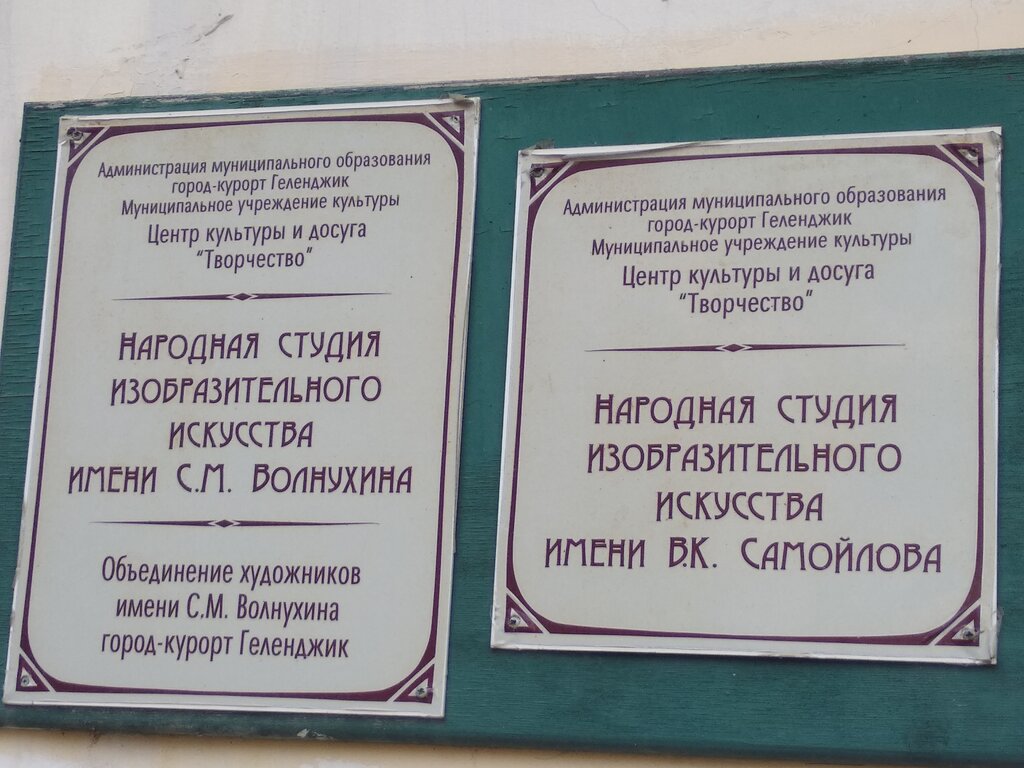 Администрация муниципального образования
город-курорт Геленджик
Муниципальное учреждение культуры
Центр культуры и досуга
"Творчество"
НАРОДНАЯ СТУДИЯ
ИЗОБРАЗИТЕЛЬНОГО
ИСКУССТВА
ИМЕНИ С.М. ВОЛНУХИНА
Объединение художников
имени С.М. Волнухина
город-курорт Геленджик
Администрация муниципального образования
город-курорт Геленджик
Муниципальное учреждение культуры
Центр культуры и досуга
"Творчество"
НАРОДНАЯ СТУДИЯ
ИЗОБРАЗИТЕЛЬНОГО
ИСКУССТВА
ИМЕНИ В.К. САМОЙЛОВА